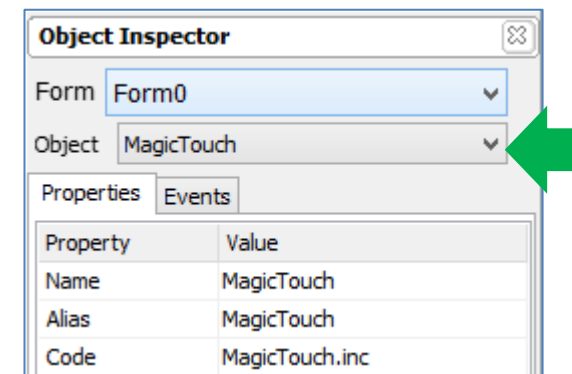 Object Inspector
Form Form0
Object MagicTouch
Properties Events
Property Value
Name MagicTouch
Alias MagicTouch
Code MagicTouch.inc